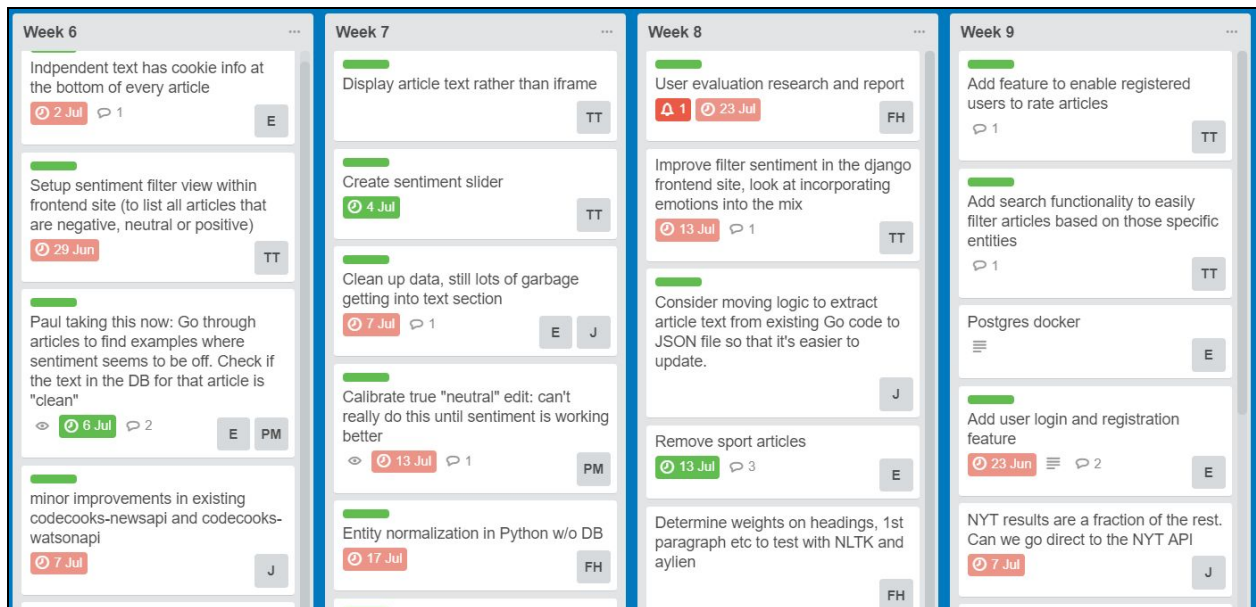 Week 6
Indpendent text has cookie info at
the bottom of every article
2 Jul 1
E
Setup sentiment filter view within
frontend site (to list all articles that
are negative, neutral or positive)
29 Jun
TT
Paul taking this now: Go through
articles to find examples where
sentiment seems to be off. Check if
the text in the DB for that article is
"clean"
6 Jul 2
E PM
minor improvements in existing
codecooks-newsapi and codecooks-
watsonapi
7 Jul
J
Week 7
Display article text rather than iframe
TT
Create sentiment slider
4 Jul
TT
Clean up data, still lots of garbage
getting into text section
7 Jul 1
E J
Calibrate true "neutral" edit: can't
really do this until sentiment is working
better
13 Jul 1
PM
Entity normalization in Python w/o DB
17 Jul
FH
Week 8
User evaluation research and report
1 23 Jul
FH
Improve filter sentiment in the django
frontend site, look at incorporating
emotions into the mix
13 Jul 1
TT
Consider moving logic to extract
article text from existing Go code to
JSON file so that it's easier to
update.
J
Remove sport articles
13 Jul 3
E
Determine weights on headings, 1st
paragraph etc to test with NLTK and
aylien
FH
Week 9
Add feature to enable registered
users to rate articles
1
TT
Add search functionality to easily
filter articles based on those specific
entities
1
TT
Postgres docker
E
Add user login and registration
feature
23 Jun 2
E
NYT results are a fraction of the rest.
Can we go direct to the NYT API
7 Jul
J